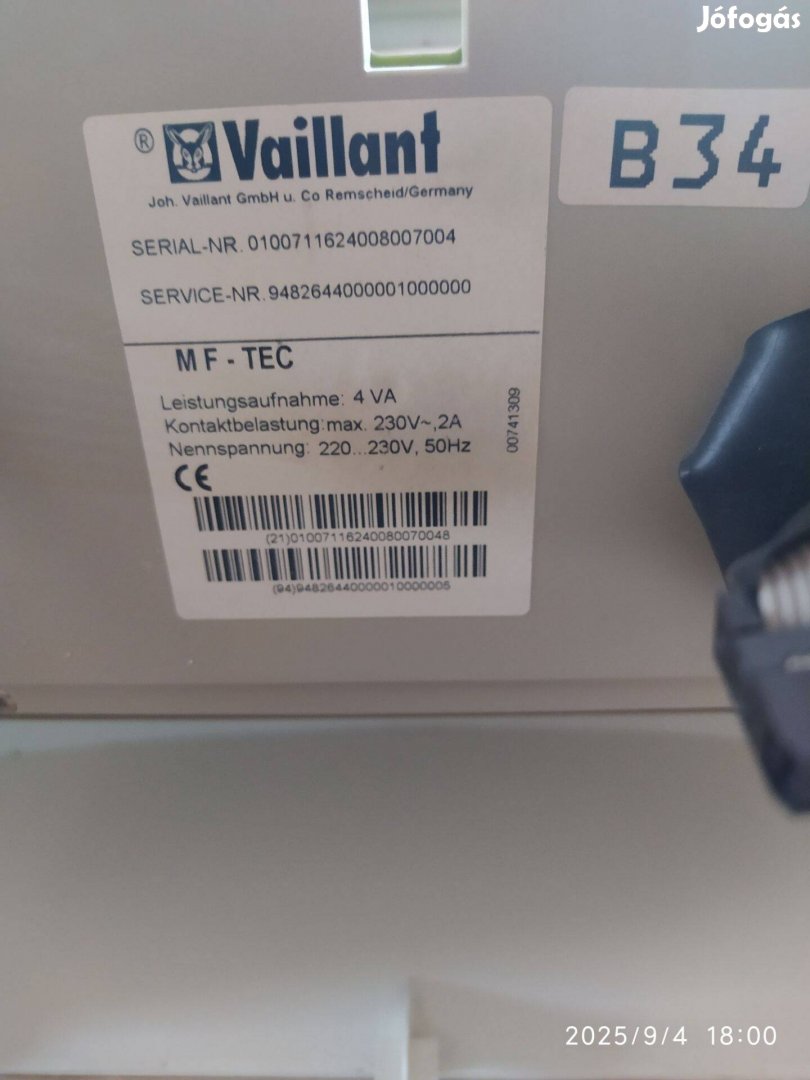 Jófogás
® Vaillant
B34
Joh. Vaillant GmbH u. Co Remscheid/Germany
SERIAL-NR. 0100711624008007004
SERVICE-NR. 9482644000001000000
MF-TEC
Leistungsaufnahme: 4 VA
Kontaktbelastung: max. 230V~,2A
Nennspannung: 220...230V, 50Hz
00741309
CE
(21)01007116240080070048
(94)94826440000010000005
2025/9/4 18:00